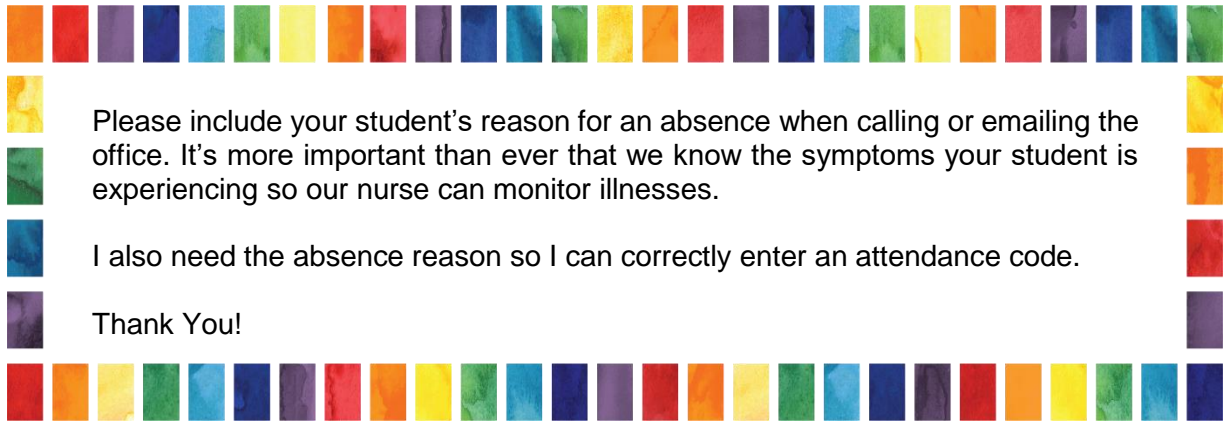 Please include your student’s reason for an absence when calling or emailing the
office. It’s more important than ever that we know the symptoms your student is
experiencing so our nurse can monitor illnesses.
I also need the absence reason so I can correctly enter an attendance code.
Thank You!